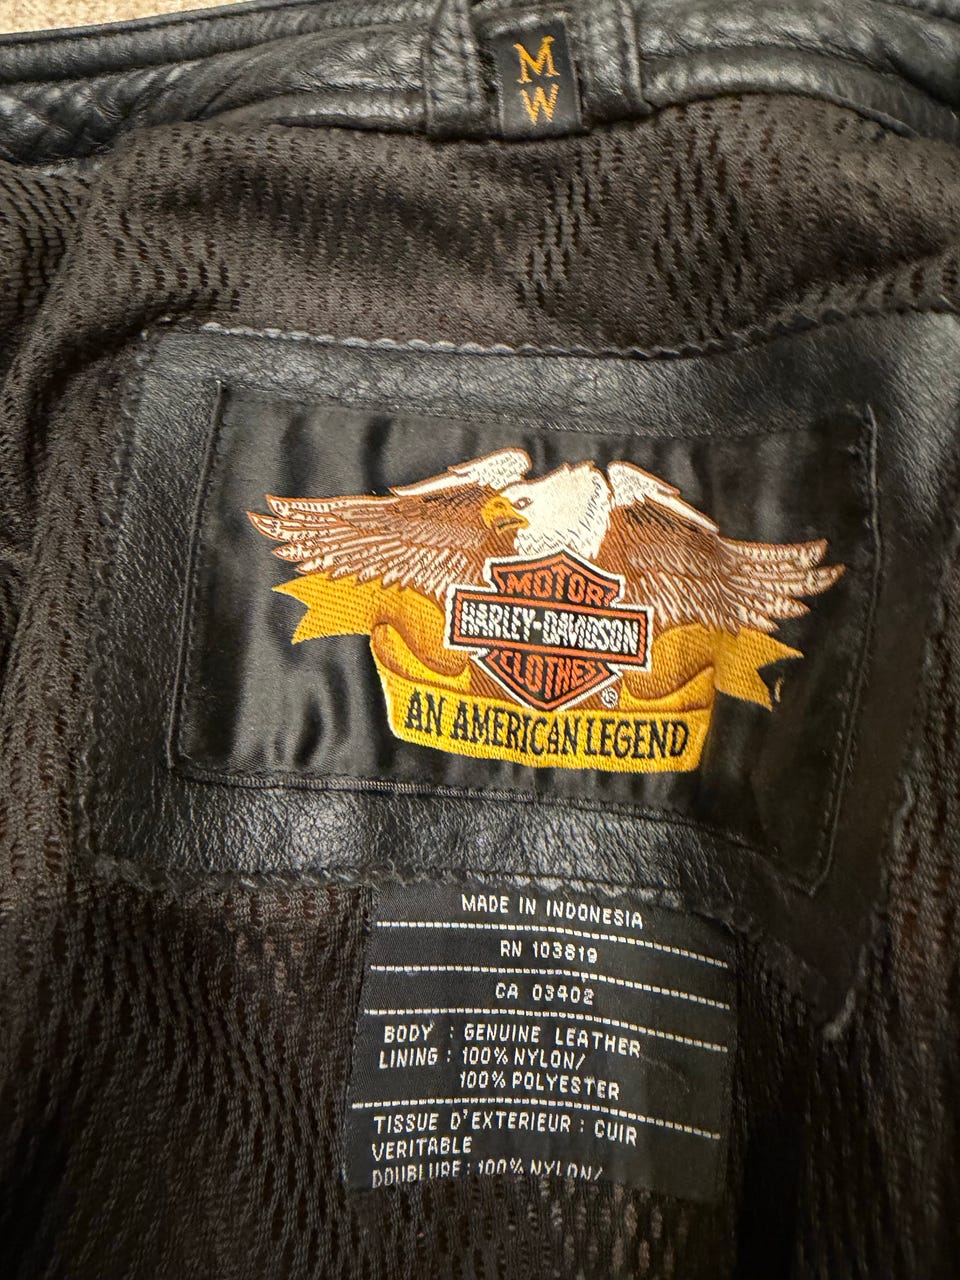 M
W
MOTOR
HARLEY-DAVIDSON
CLOTHES
®
AN AMERICAN LEGEND
MADE IN INDONESIA
RN 103819
CA 03402
BODY : GENUINE LEATHER
LINING : 100% NYLON/
100% POLYESTER
TISSUE D'EXTERIEUR : CUIR
VERITABLE
DOUBLURE : 100% NYLON/